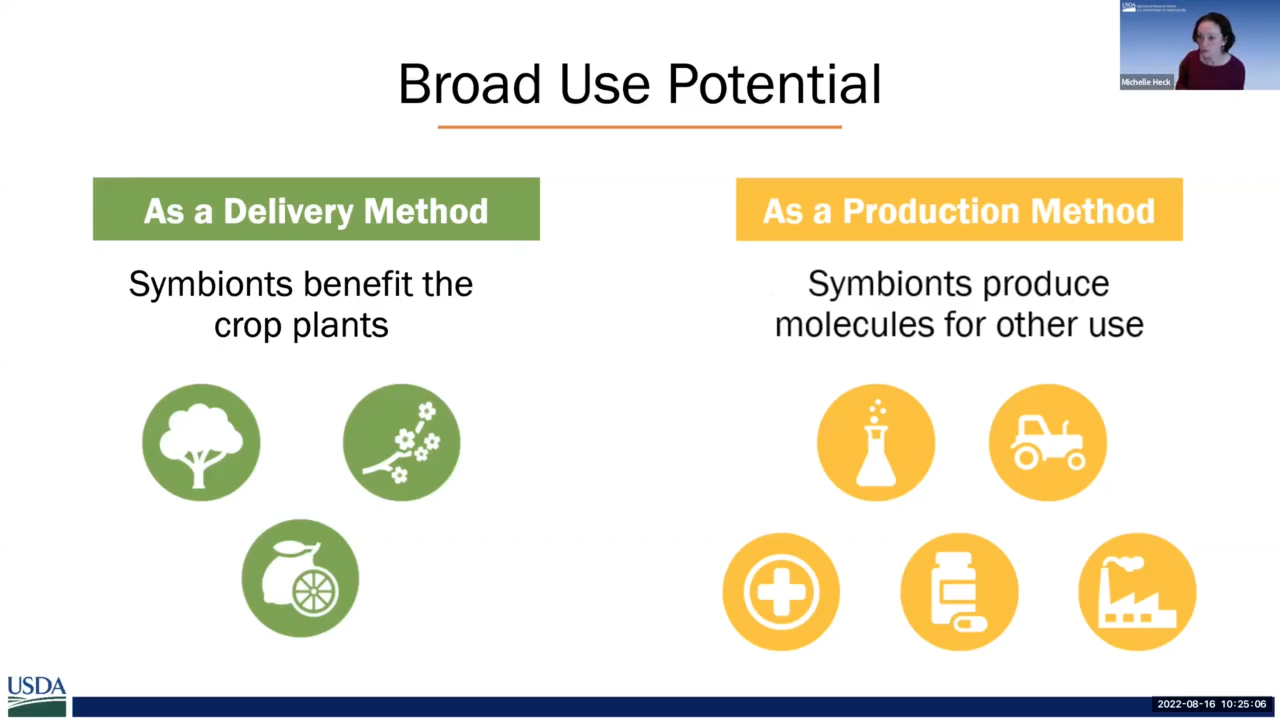 Broad Use Potential
As a Delivery Method
Symbionts benefit the
crop plants
As a Production Method
Symbionts produce
molecules for other use
USDA
Michelle Heck
USDA
2022-08-16 10:25:06